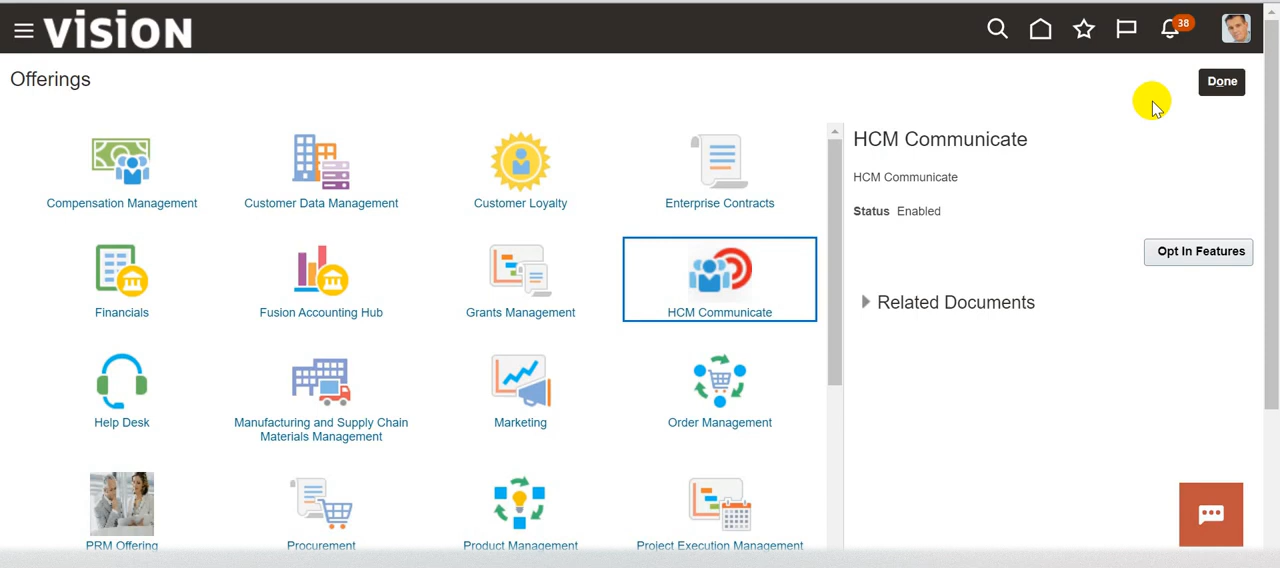 vision
38
Offerings
Done
Compensation Management
Customer Data Management
Customer Loyalty
Enterprise Contracts
HCM Communicate
HCM Communicate
Status Enabled
Opt In Features
Related Documents
Financials
Fusion Accounting Hub
Grants Management
HCM Communicate
Help Desk
Manufacturing and Supply Chain
Materials Management
Marketing
Order Management
PRM Offering
Procurement
Product Management
Project Execution Management